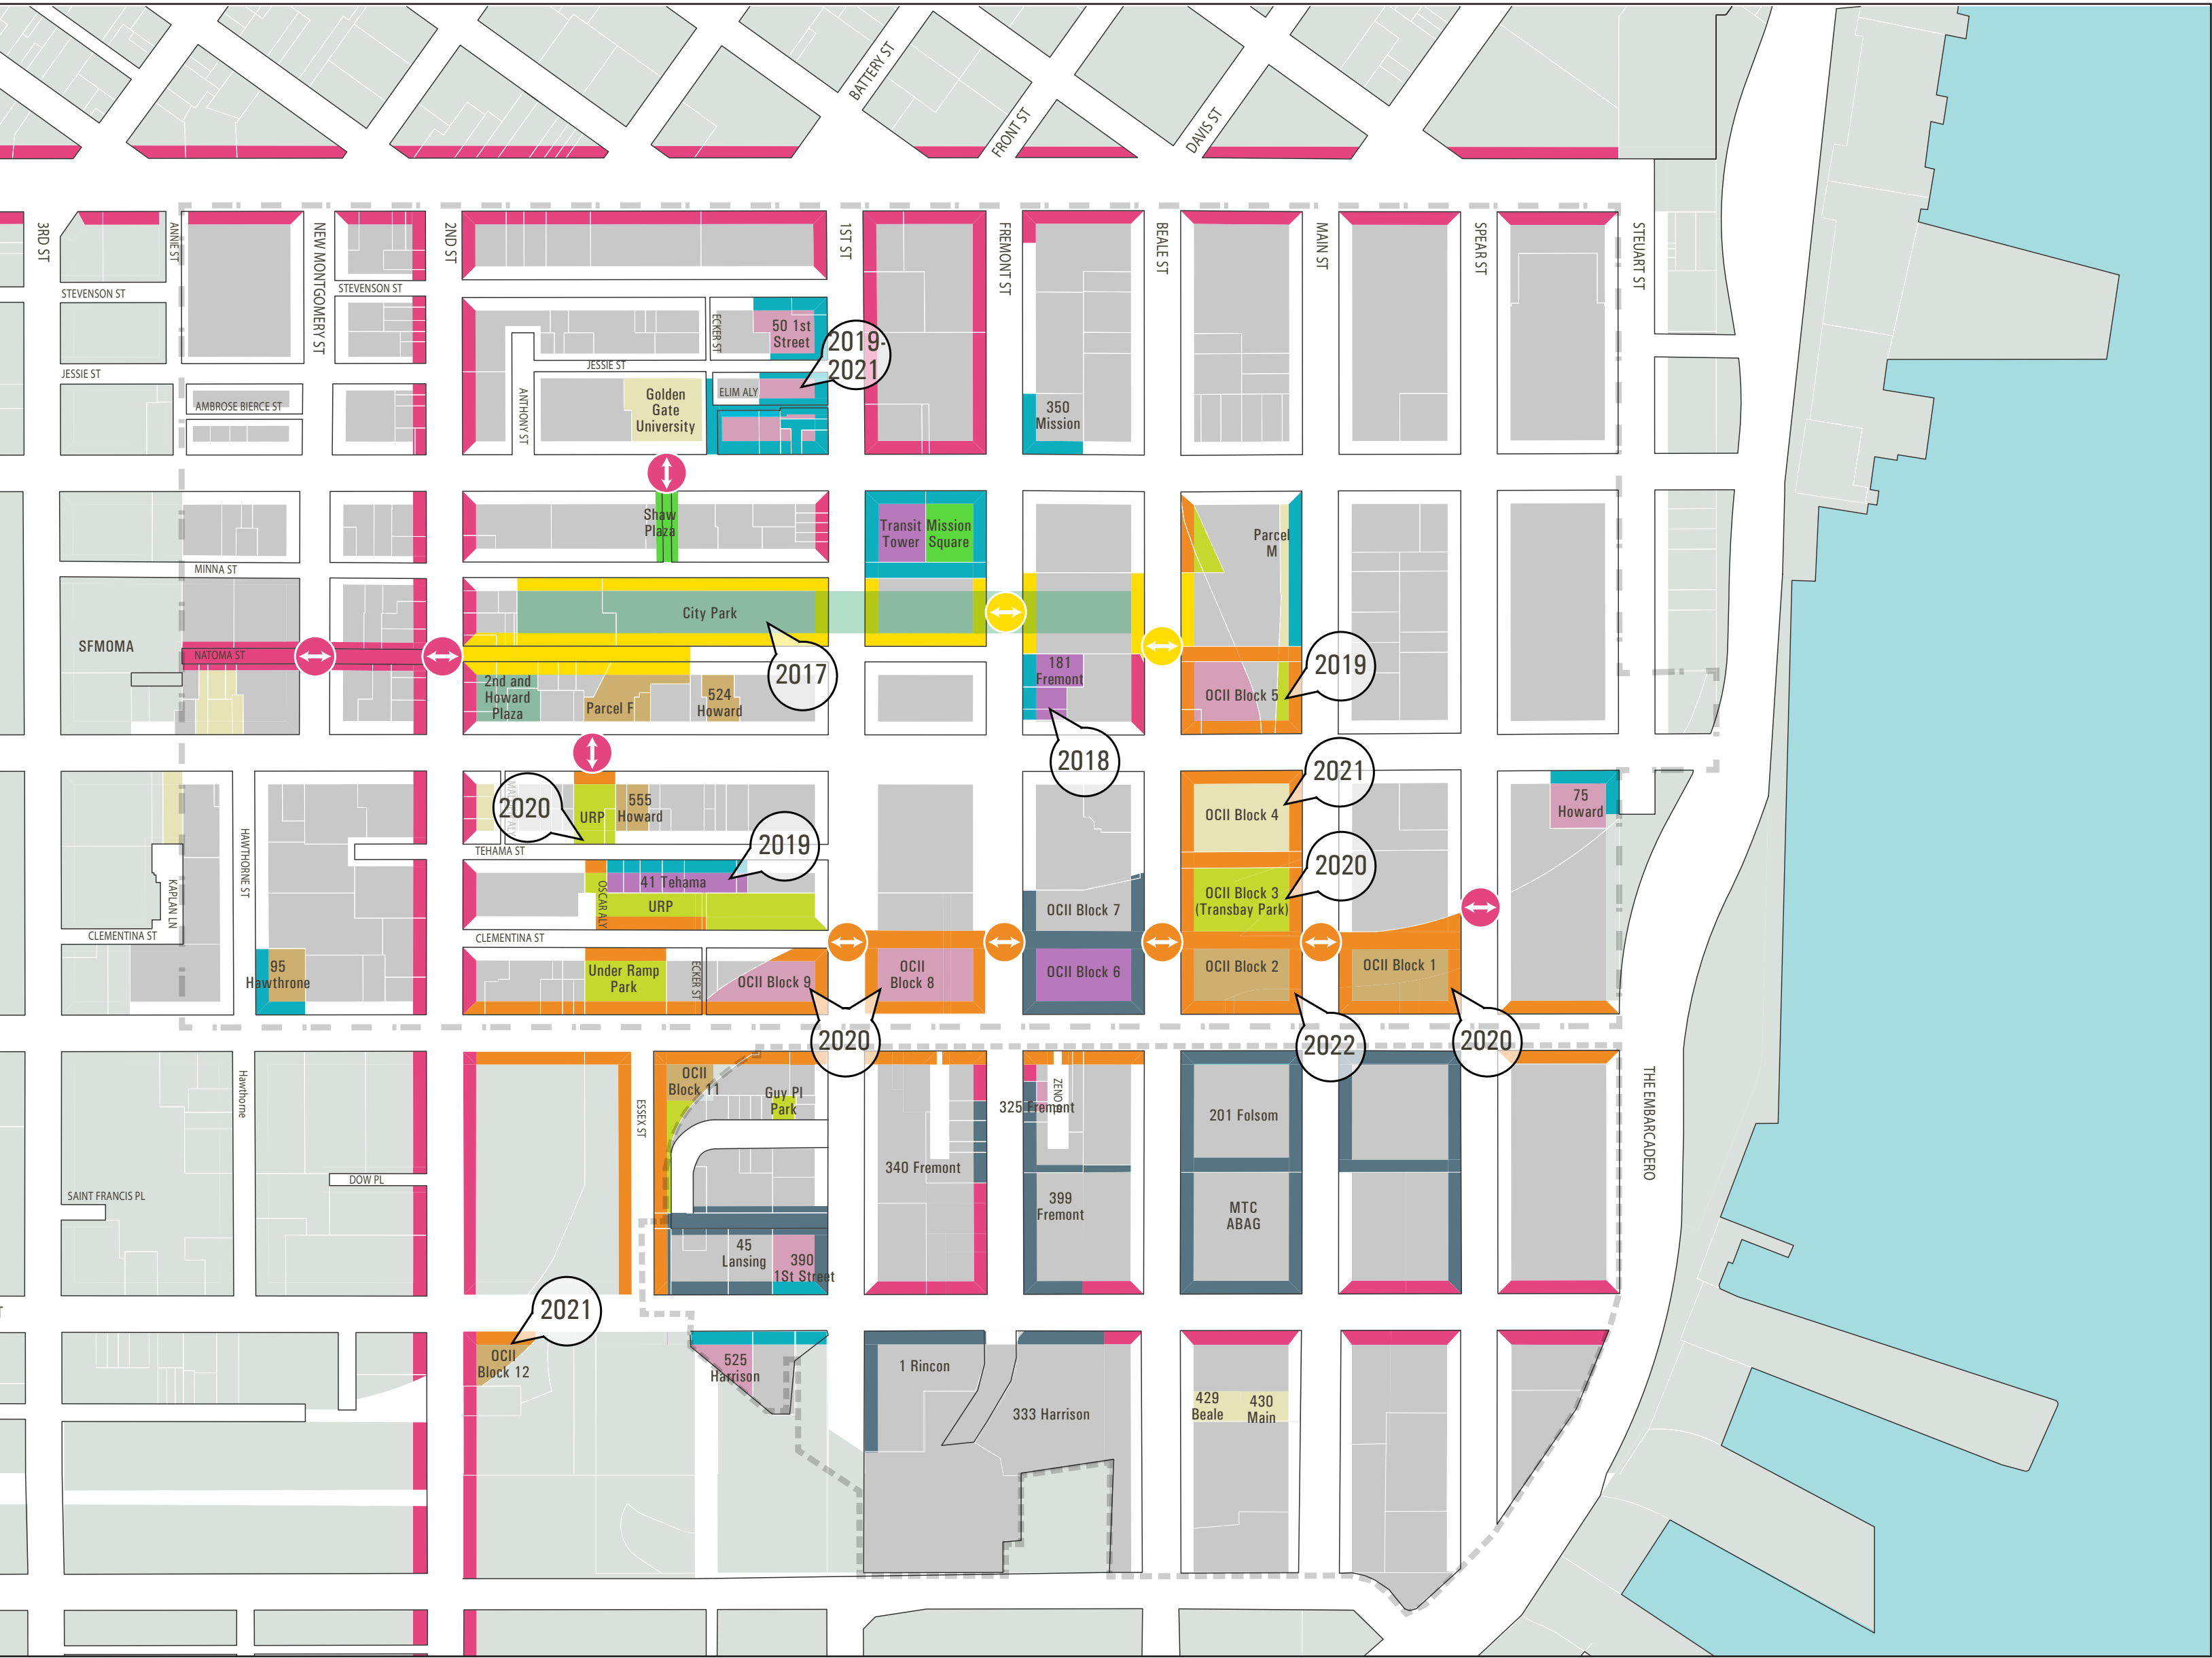 BATTERY ST
FRONT ST
DAVIS ST
3RD ST
ANNIE ST
NEW MONTGOMERY ST
2ND ST
1ST ST
FREMONT ST
BEALE ST
MAIN ST
SPEAR ST
STEUART ST
STEVENSON ST
STEVENSON ST
ECKER ST
50 1st
Street
2019-
2021
JESSIE ST
JESSIE ST
AMBROSE BIERCE ST
ANTHONY ST
Golden
Gate
University
ELIM ALY
350
Mission
Shaw
Plaza
Transit
Tower
Mission
Square
Parcel
M
MINNA ST
City Park
SFMOMA
NATOMA ST
2017
2nd and
Howard
Plaza
Parcel F
524
Howard
181
Fremont
OCII Block 5
2019
2018
2020
URP
555
Howard
OCII Block 4
2021
75
Howard
HAWTHORNE ST
KAPLAN LN
TEHAMA ST
2019
41 Tehama
OSCAR ALY
URP
OCII Block 3
(Transbay Park)
2020
OCII Block 7
CLEMENTINA ST
CLEMENTINA ST
95
Hawthrone
Under Ramp
Park
ECKER ST
OCII Block 9
OCII
Block 8
OCII Block 6
OCII Block 2
OCII Block 1
2020
2022
2020
Hawthorne
ESSEX ST
OCII
Block 11
Guy Pl
Park
325 Fremont
201 Folsom
THE EMBARCADERO
340 Fremont
399
Fremont
MTC
ABAG
DOW PL
SAINT FRANCIS PL
45
Lansing
390
1St Street
2021
OCII
Block 12
525
Harrison
1 Rincon
333 Harrison
429
Beale
430
Main